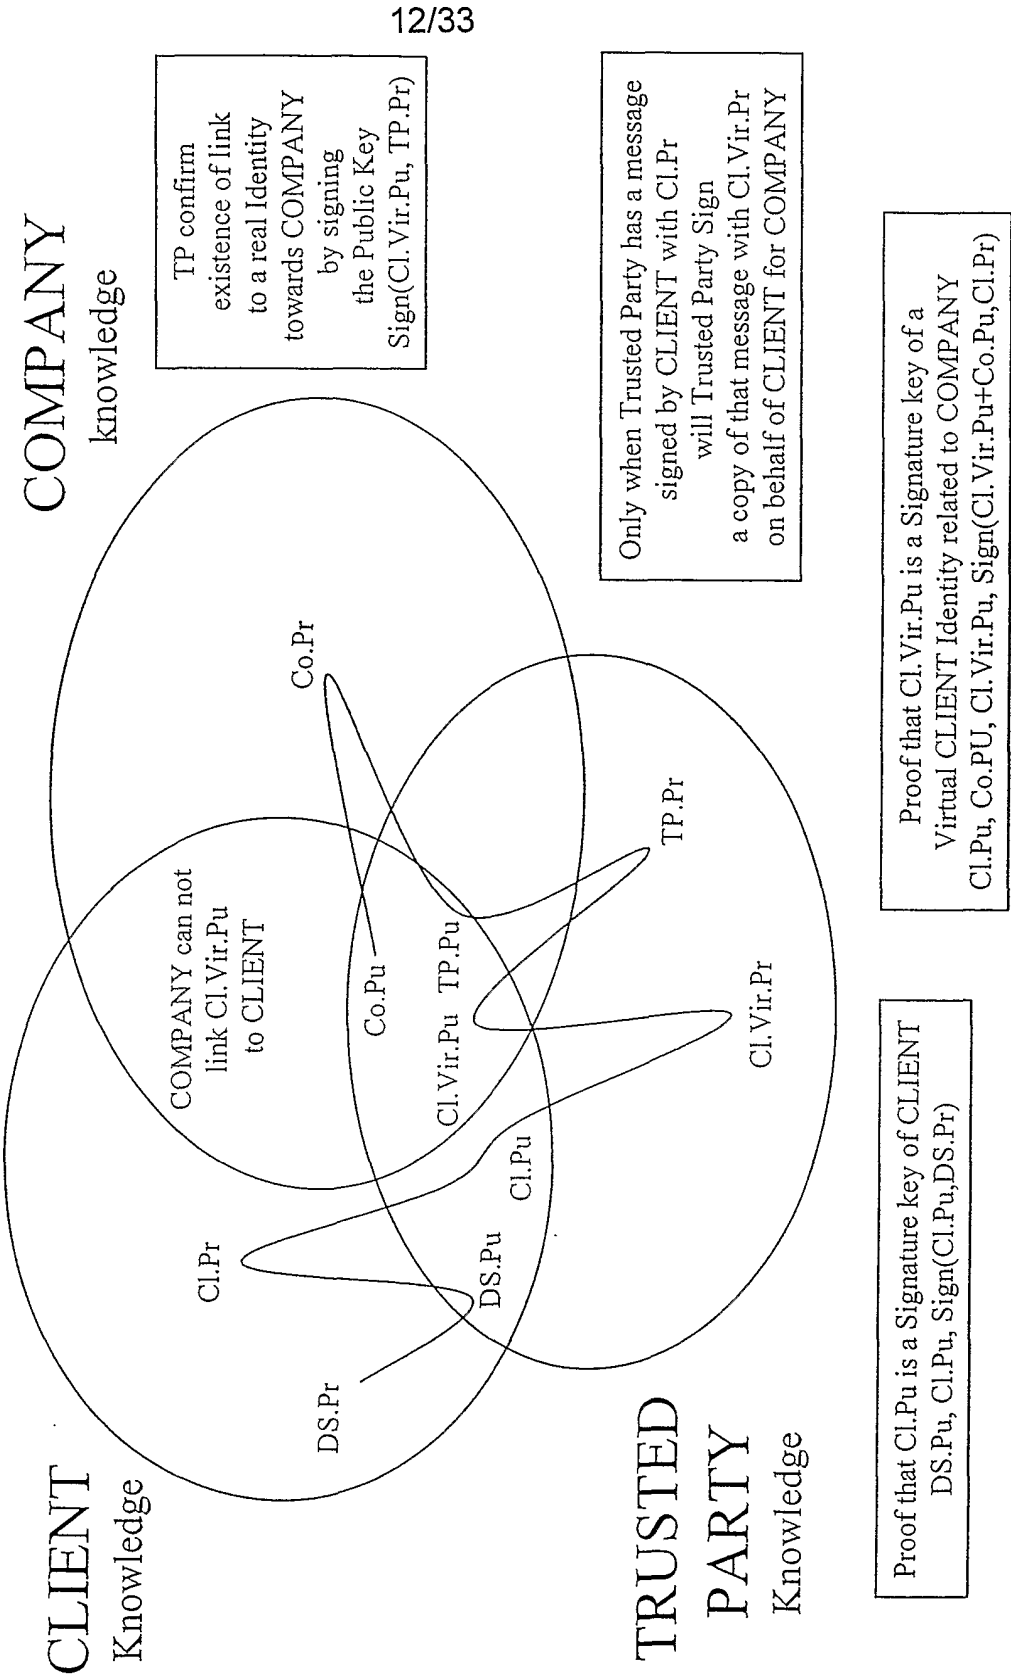 12/33
CLIENT
Knowledge
COMPANY
knowledge
TRUSTED
PARTY
Knowledge
DS.Pr
Cl.Pr
DS.Pu
Cl.Pu
COMPANY can not
link Cl.Vir.Pu
to CLIENT
Co.Pu
Cl.Vir.Pu TP.Pu
Co.Pr
TP.Pr
Cl.Vir.Pr
TP confirm
existence of link
to a real Identity
towards COMPANY
by signing
the Public Key
Sign(Cl.Vir.Pu, TP.Pr)
Only when Trusted Party has a message
signed by CLIENT with Cl.Pr
will Trusted Party Sign
a copy of that message with Cl.Vir.Pr
on behalf of CLIENT for COMPANY
Proof that Cl.Pu is a Signature key of CLIENT
DS.Pu, Cl.Pu, Sign(Cl.Pu,DS.Pr)
Proof that Cl.Vir.Pu is a Signature key of a
Virtual CLIENT Identity related to COMPANY
Cl.Pu, Co.PU, Cl.Vir.Pu, Sign(Cl.Vir.Pu+Co.Pu,Cl.Pr)